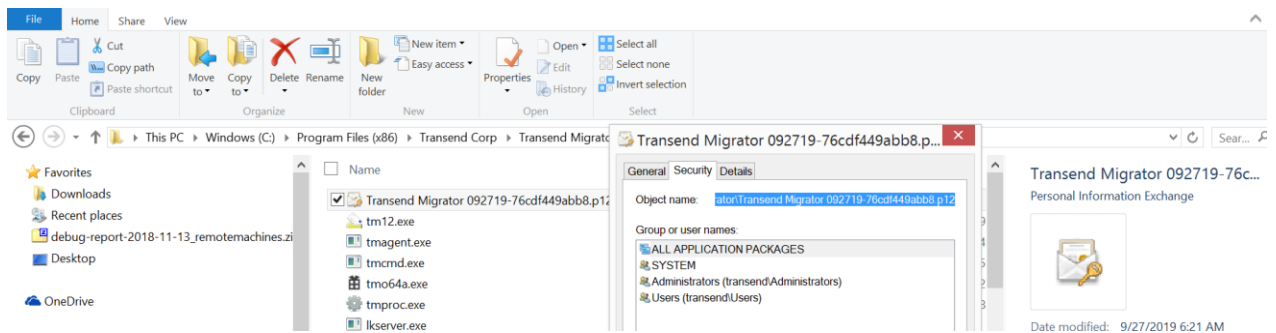 File Home Share View
Copy
Paste
Cut
Copy path
Paste shortcut
Clipboard
Move to
Copy to
Delete
Rename
Organize
New folder
New item
Easy access
New
Properties
Open
Edit
History
Open
Select all
Select none
Invert selection
Select
This PC Windows (C:) Program Files (x86) Transend Corp Transend Migrato
Sear...
Favorites
Downloads
Recent places
debug-report-2018-11-13_remotemachines.zi
Desktop
OneDrive
Name
Transend Migrator 092719-76cdf449abb8.p12
tm12.exe
tmagent.exe
tmcmd.exe
tmo64a.exe
tmproc.exe
lkserver.exe
Transend Migrator 092719-76cdf449abb8.p...
General Security Details
Object name: ator\Transend Migrator 092719-76cdf449abb8.p12
Group or user names:
ALL APPLICATION PACKAGES
SYSTEM
Administrators (transend\Administrators)
Users (transend\Users)
Transend Migrator 092719-76c...
Personal Information Exchange
Date modified: 9/27/2019 6:21 AM